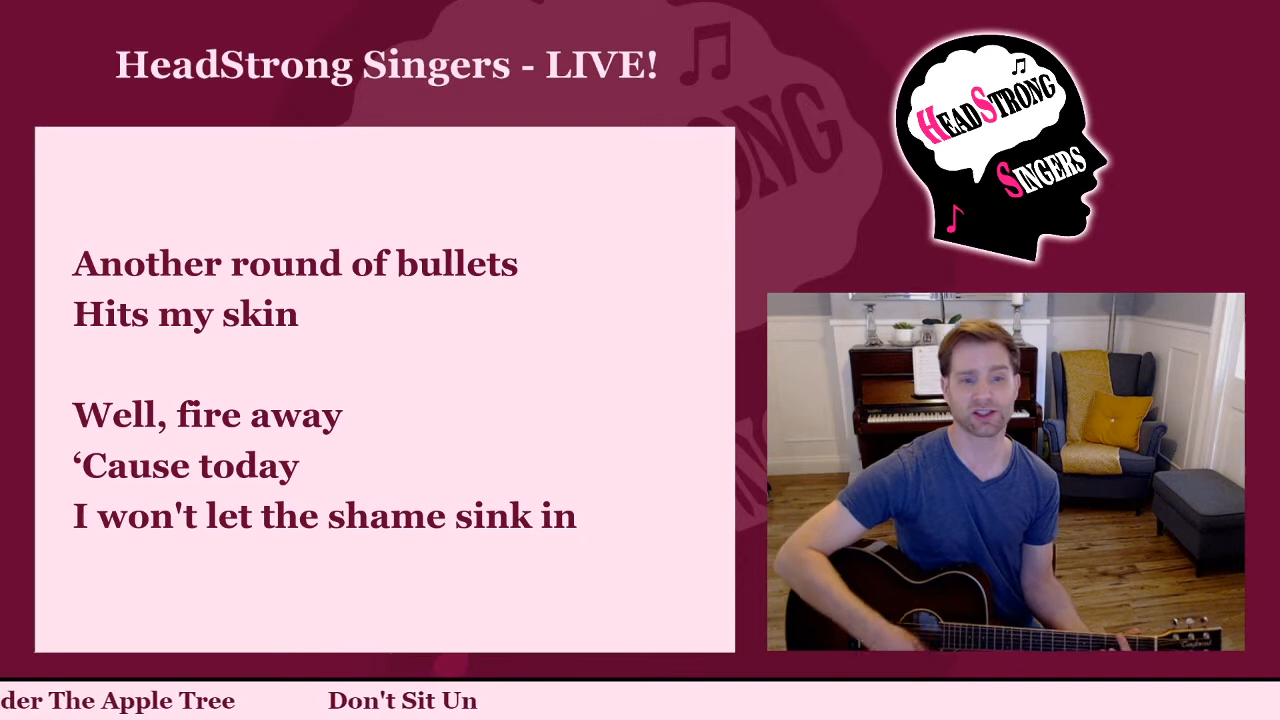 HeadStrong Singers - LIVE!
HEADSTRONG
SINGERS
Another round of bullets
Hits my skin
Well, fire away
‘Cause today
I won't let the shame sink in
der The Apple Tree Don't Sit Un